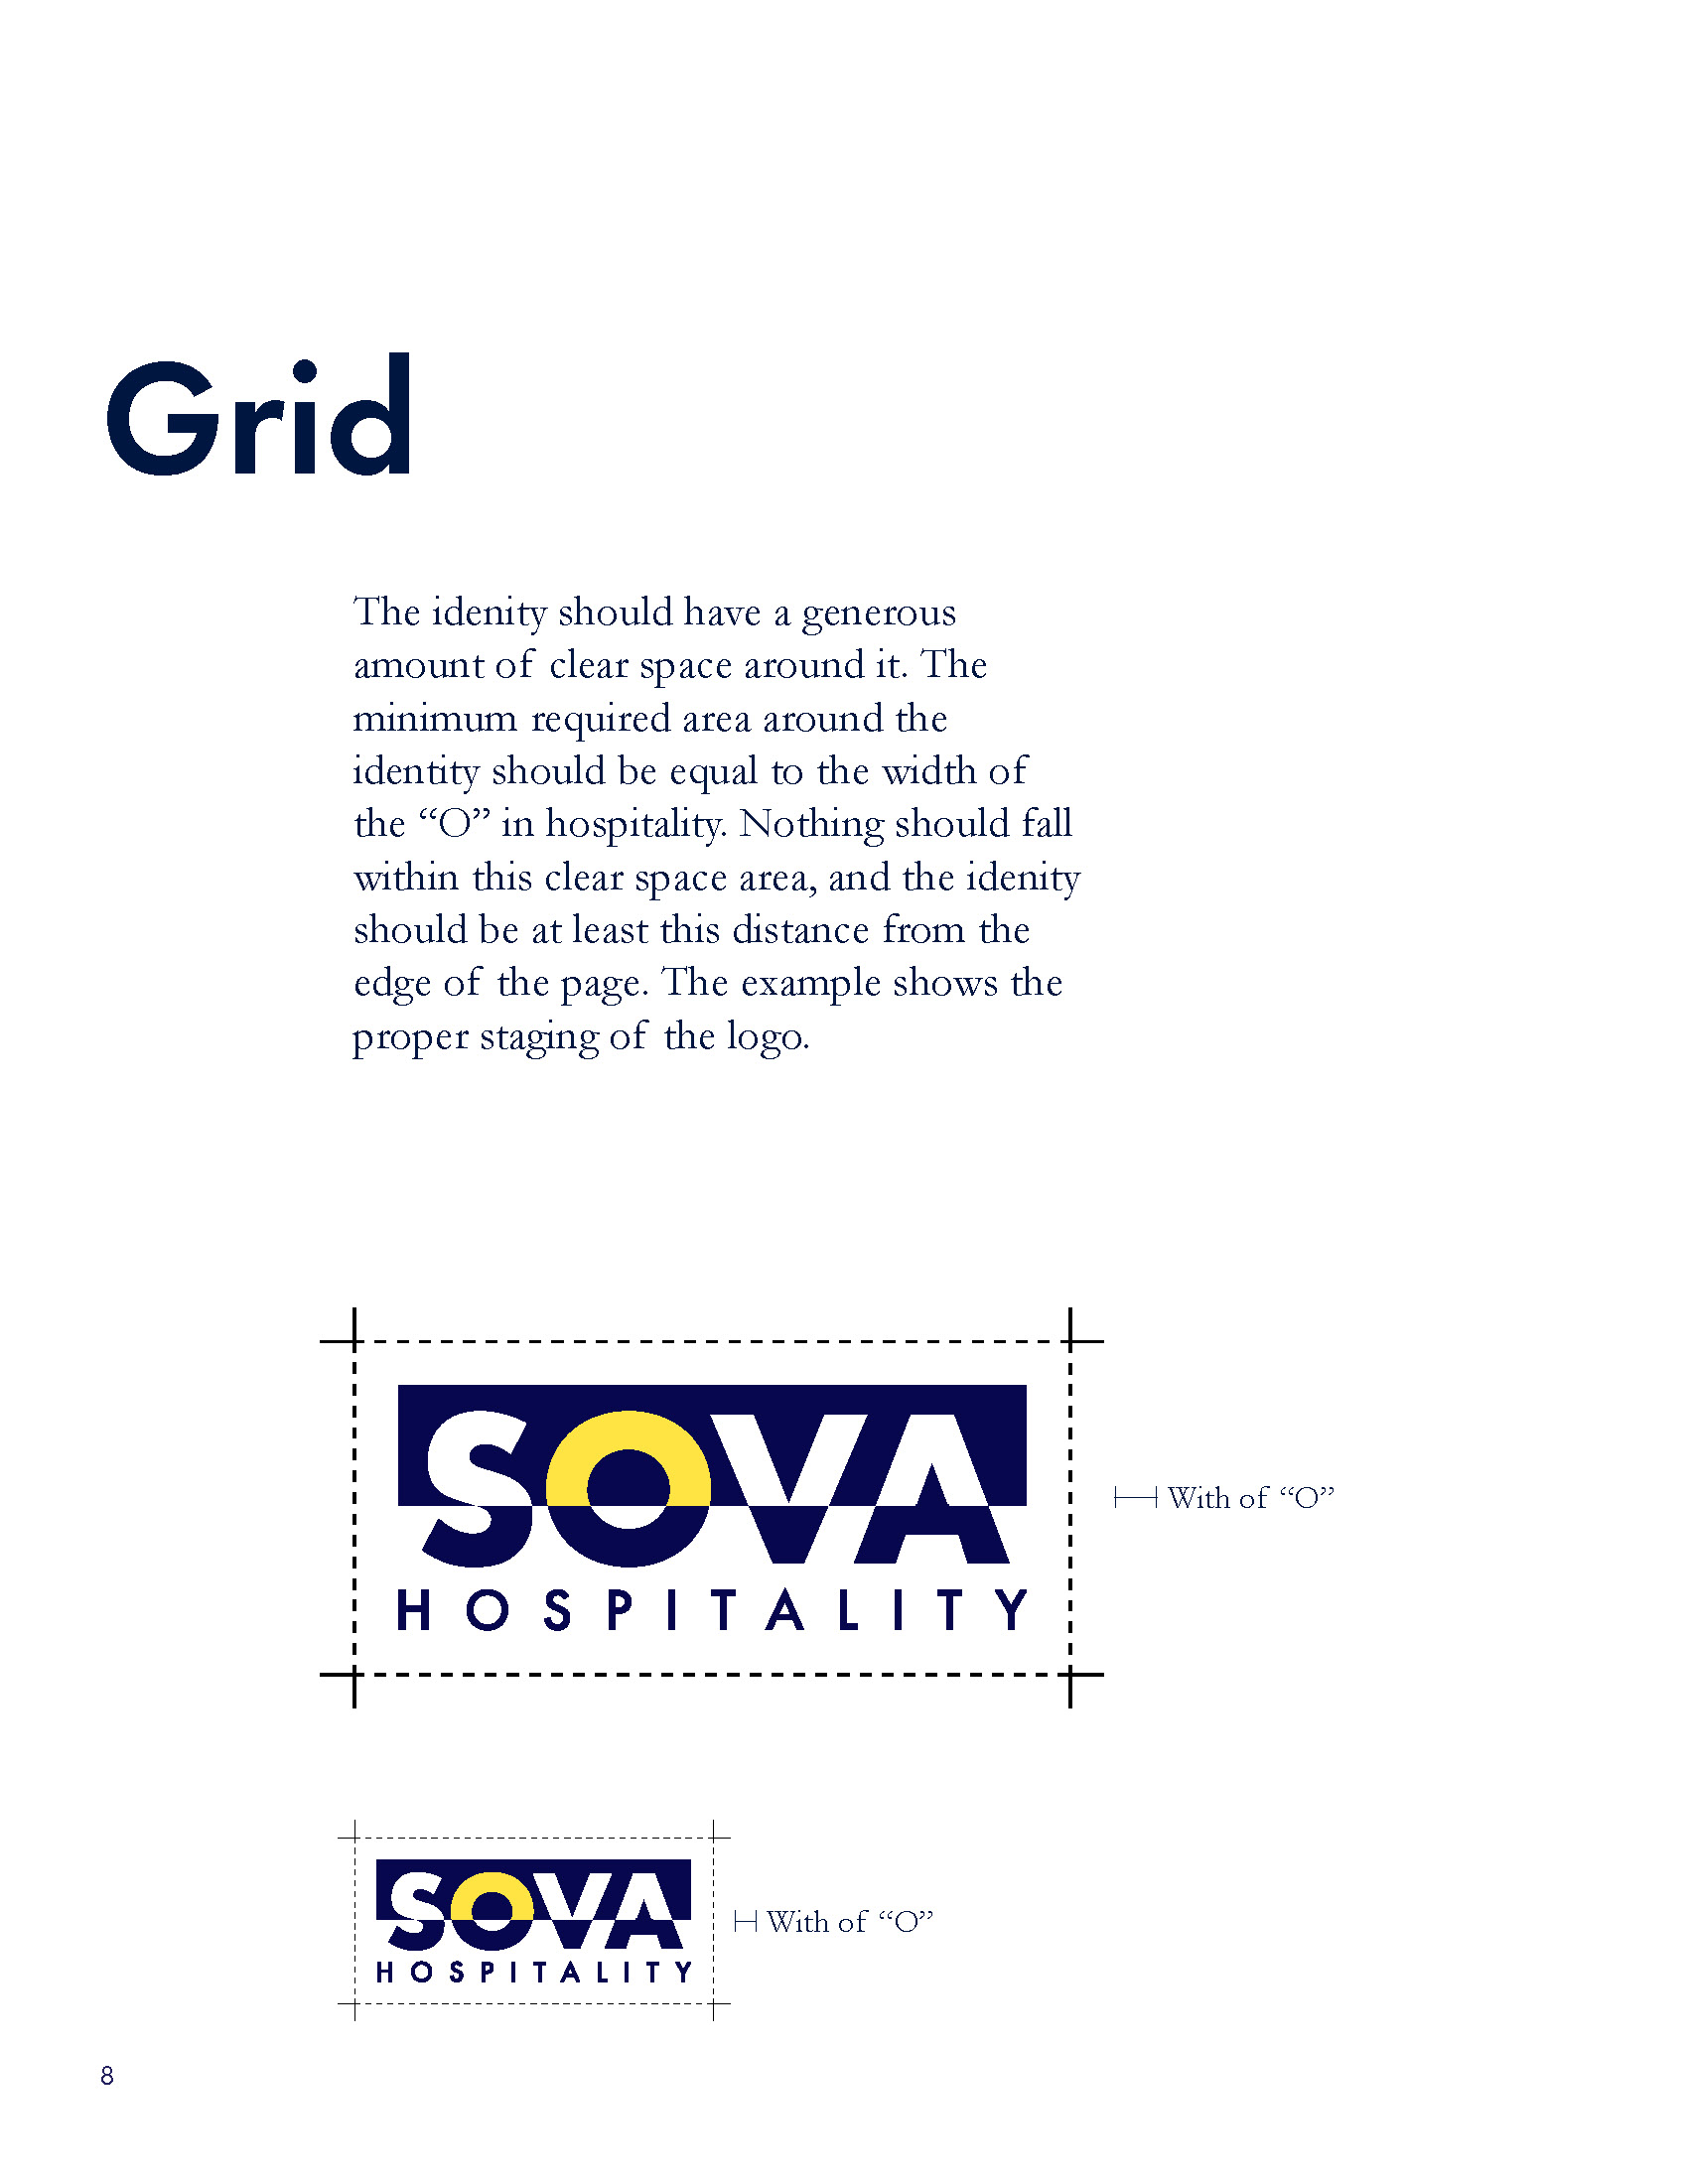 Grid
The idenity should have a generous
amount of clear space around it. The
minimum required area around the
identity should be equal to the width of
the “O” in hospitality. Nothing should fall
within this clear space area, and the idenity
should be at least this distance from the
edge of the page. The example shows the
proper staging of the logo.
SOVA
HOSPITALITY
With of “O”
SOVA
HOSPITALITY
With of “O”
8